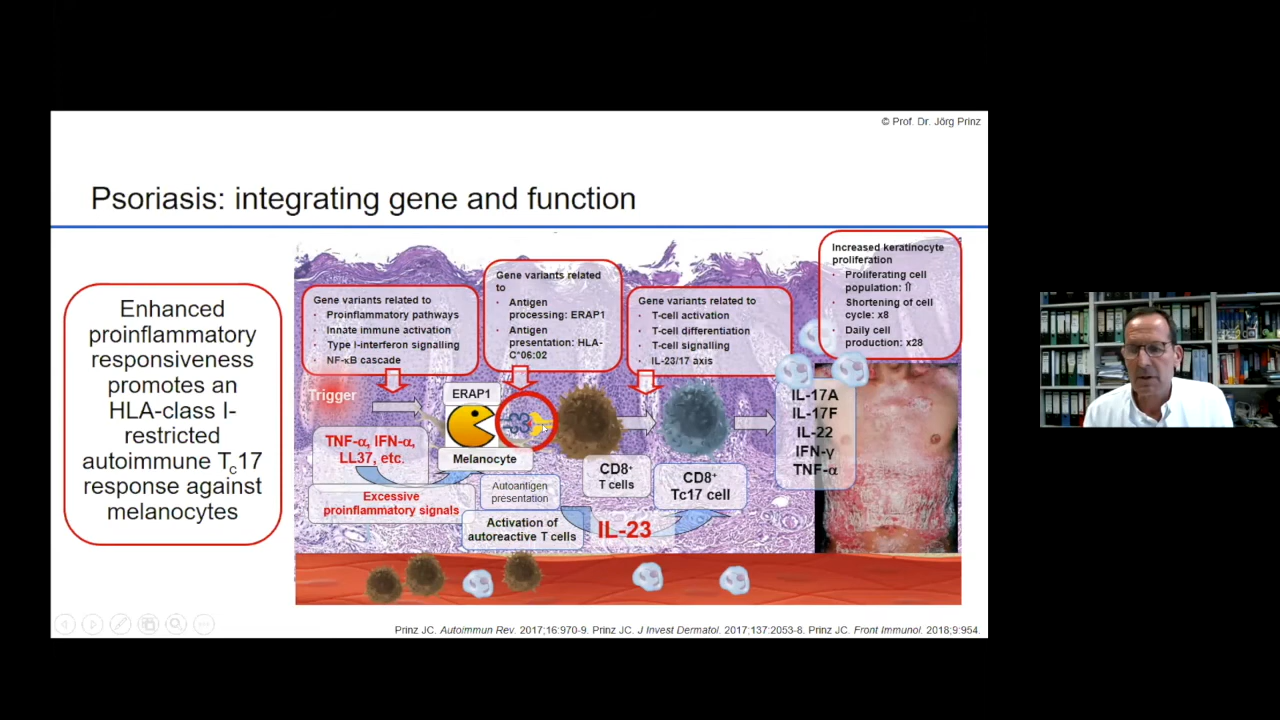 © Prof. Dr. Jörg Prinz
Psoriasis: integrating gene and function
Enhanced
proinflammatory
responsiveness
promotes an
HLA-class I-
restricted
autoimmune Tc17
response against
melanocytes
Gene variants related to
• Proinflammatory pathways
• Innate immune activation
• Type I-interferon signalling
• NF-κB cascade
Gene variants related
to
• Antigen
processing: ERAP1
• Antigen
presentation: HLA-
C*06:02
Gene variants related to
• T-cell activation
• T-cell differentiation
• T-cell signalling
• IL-23/17 axis
Increased keratinocyte
proliferation
• Proliferating cell
population: ⇑
• Shortening of cell
cycle: x8
• Daily cell
production: x28
Trigger
TNF-α, IFN-α,
LL37, etc.
Excessive
proinflammatory signals
ERAP1
Melanocyte
Autoantigen
presentation
Activation of
autoreactive T cells
CD8+
T cells
IL-23
CD8+
Tc17 cell
IL-17A
IL-17F
IL-22
IFN-γ
TNF-α
Prinz JC. Autoimmun Rev. 2017;16:970-9. Prinz JC. J Invest Dermatol. 2017;137:2053-8. Prinz JC. Front Immunol. 2018;9:954.